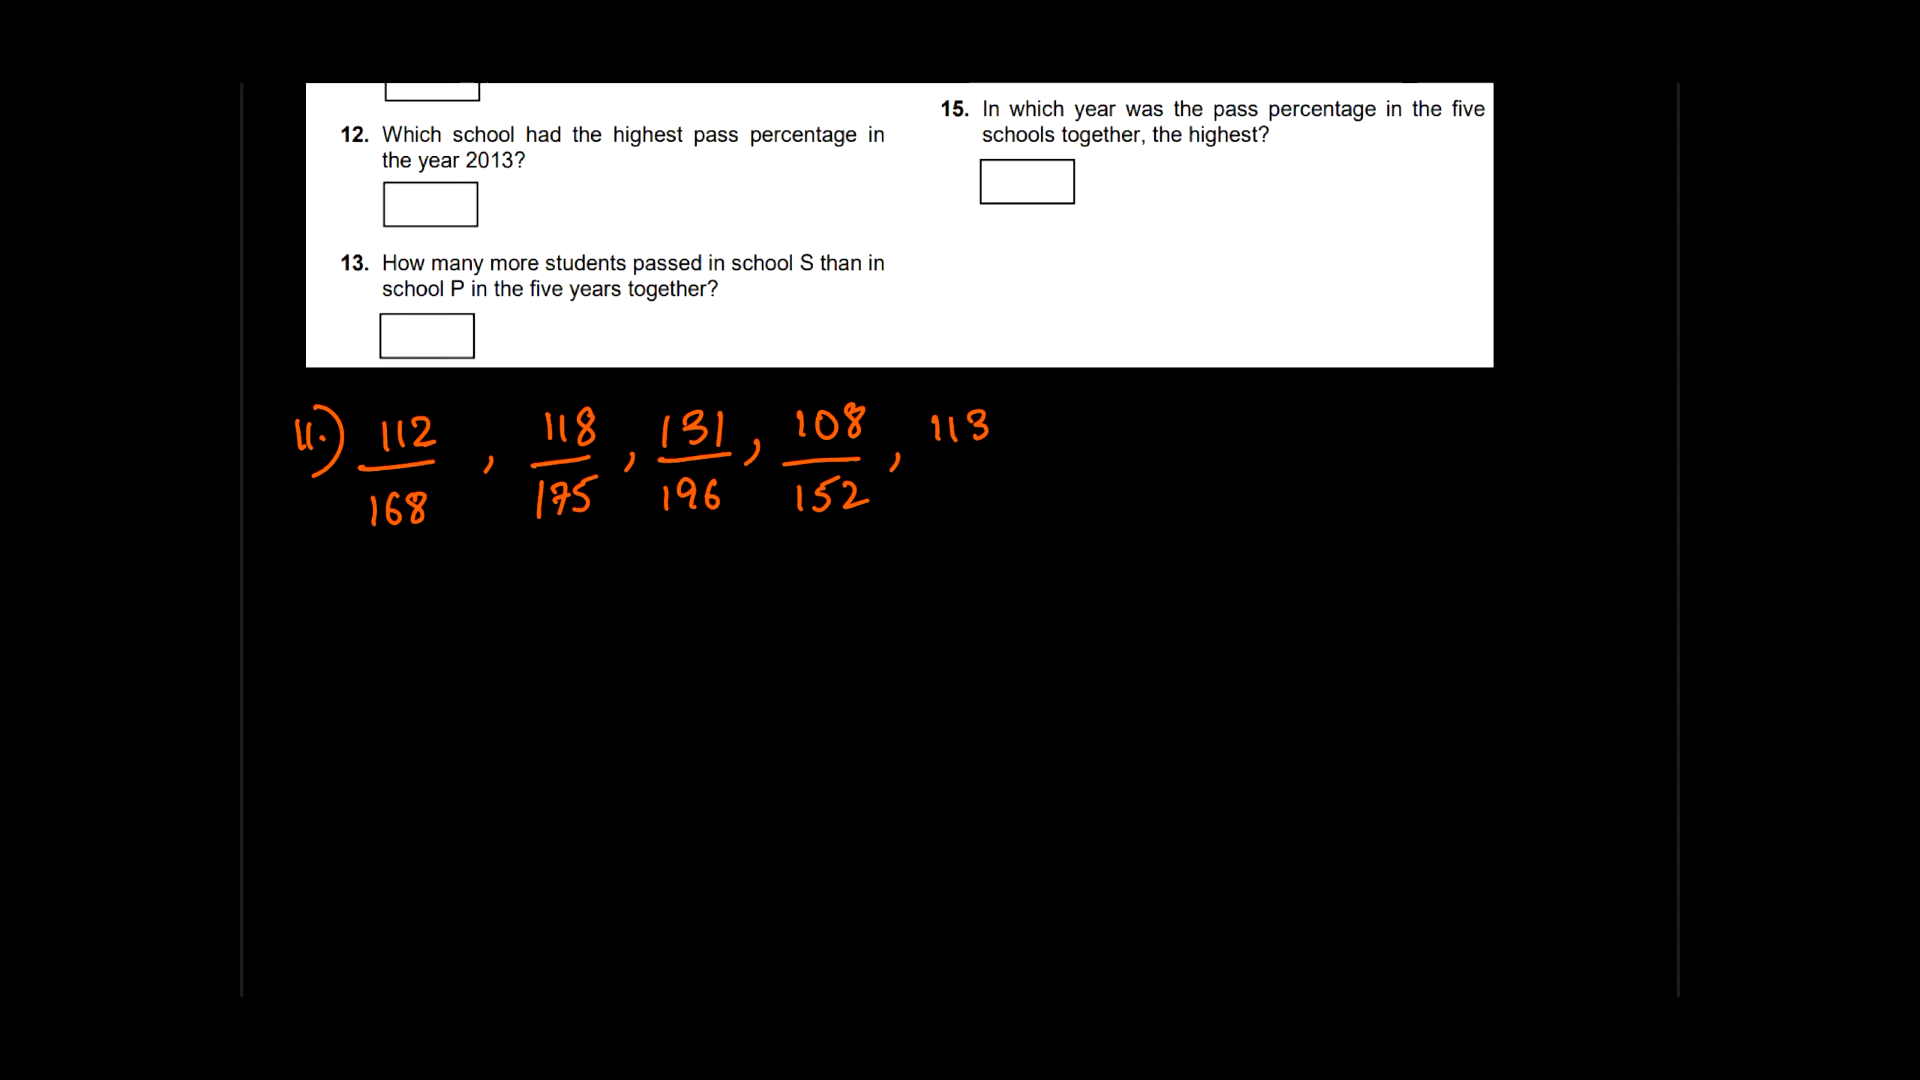 12. Which school had the highest pass percentage in
the year 2013?
13. How many more students passed in school S than in
school P in the five years together?
15. In which year was the pass percentage in the five
schools together, the highest?
11.) 112/168 , 118/175 , 131/196 , 108/152 , 113